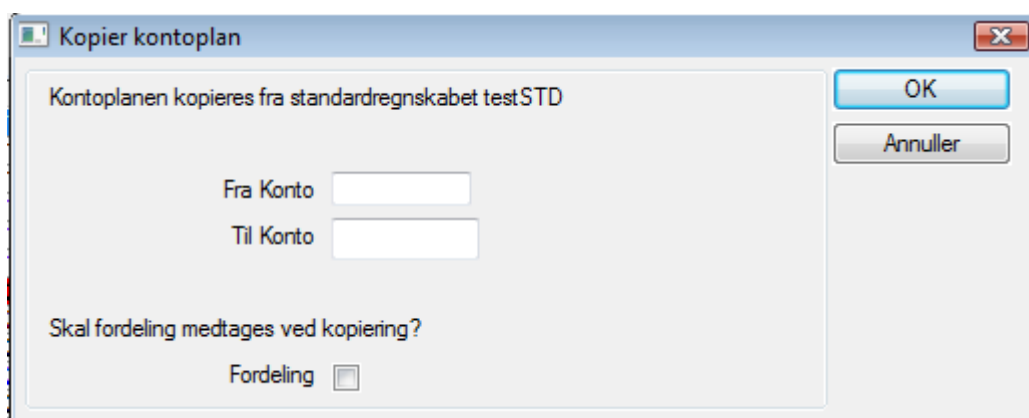 Kopier kontoplan
Kontoplanen kopieres fra standardregnskabet testSTD
OK
Annuller
Fra Konto
Til Konto
Skal fordeling medtages ved kopiering?
Fordeling